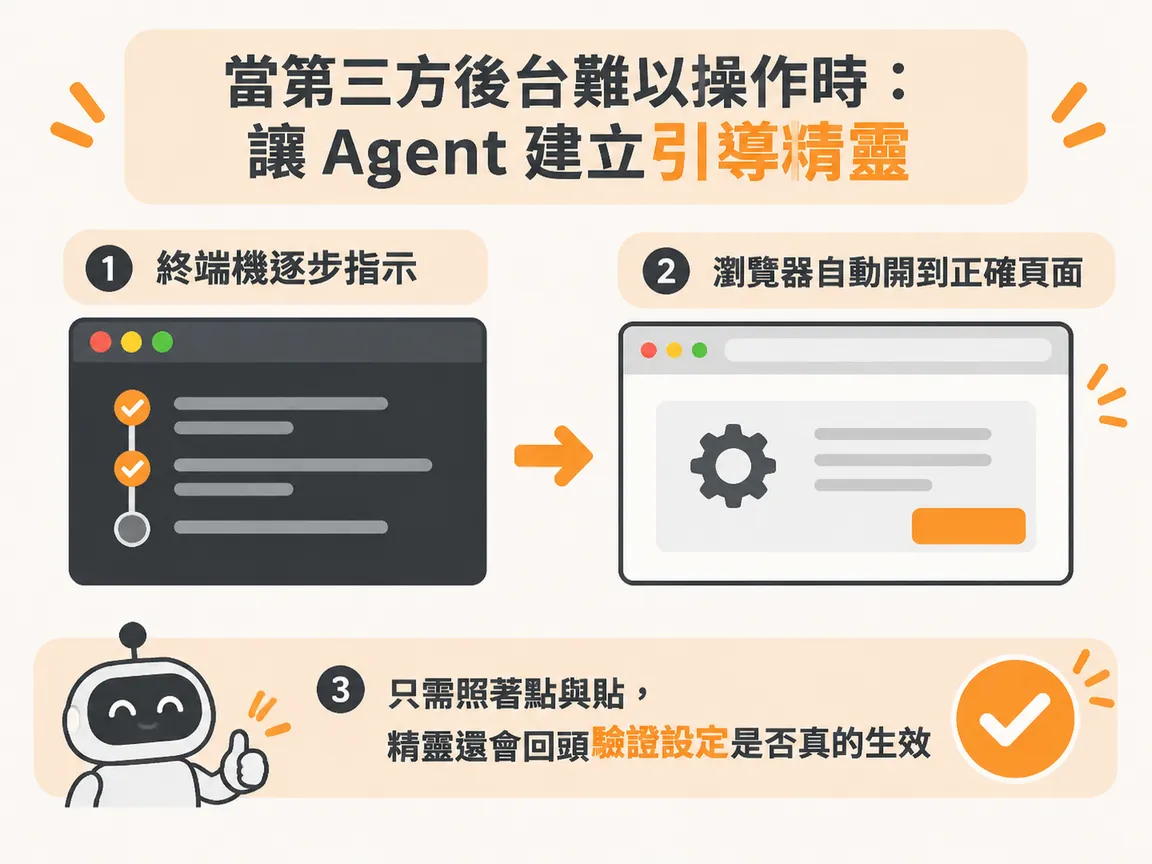 當第三方後台難以操作時：
讓 Agent 建立引導精靈
1 終端機逐步指示
2 瀏覽器自動開到正確頁面
3 只需照著點與貼，
精靈還會回頭驗證設定是否真的生效